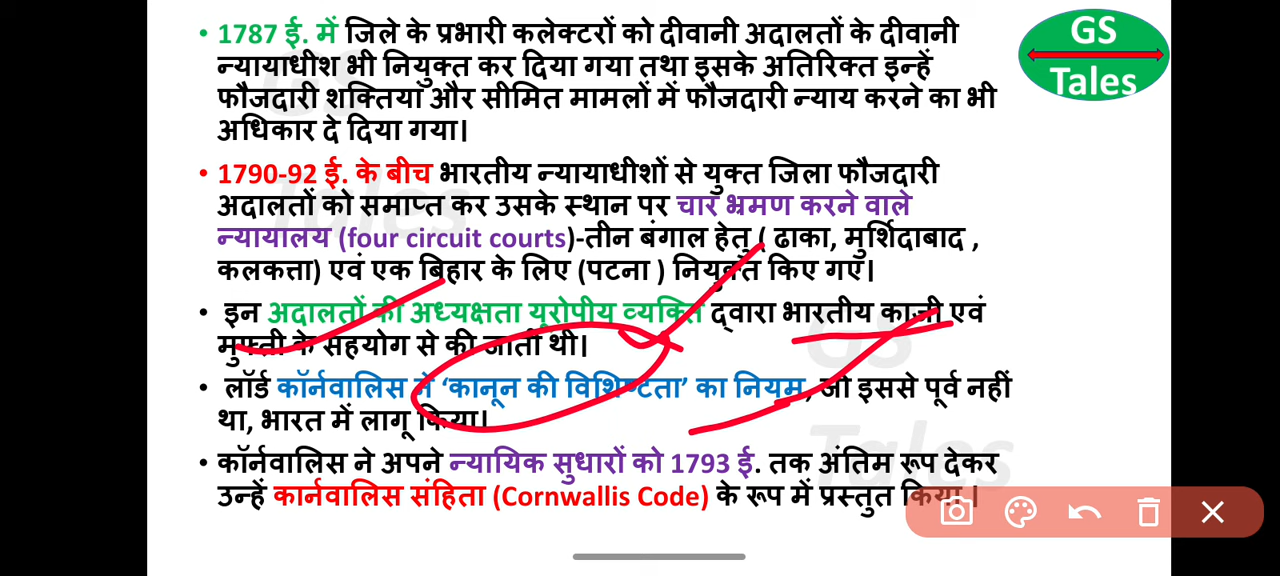 GS
Tales
• 1787 ई. में जिले के प्रभारी कलेक्टरों को दीवानी अदालतों के दीवानी
न्यायाधीश भी नियुक्त कर दिया गया तथा इसके अतिरिक्त इन्हें
फौजदारी शक्तियां और सीमित मामलों में फौजदारी न्याय करने का भी
अधिकार दे दिया गया।
• 1790-92 ई. के बीच भारतीय न्यायाधीशों से युक्त जिला फौजदारी
अदालतों को समाप्त कर उसके स्थान पर चार भ्रमण करने वाले
न्यायालय (four circuit courts)-तीन बंगाल हेतु ( ढाका, मुर्शिदाबाद ,
कलकत्ता) एवं एक बिहार के लिए (पटना ) नियुक्त किए गए।
• इन अदालतों की अध्यक्षता यूरोपीय व्यक्ति द्वारा भारतीय काजी एवं
मुफ्ती के सहयोग से की जाती थी।
• लॉर्ड कॉर्नवालिस ने ‘कानून की विशिष्टता’ का नियम, जो इससे पूर्व नहीं
था, भारत में लागू किया।
• कॉर्नवालिस ने अपने न्यायिक सुधारों को 1793 ई. तक अंतिम रूप देकर
उन्हें कार्नवालिस संहिता (Cornwallis Code) के रूप में प्रस्तुत किया ।